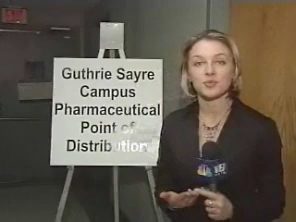 Guthrie Sayre
Campus
Pharmaceutical
Point of
Distribution